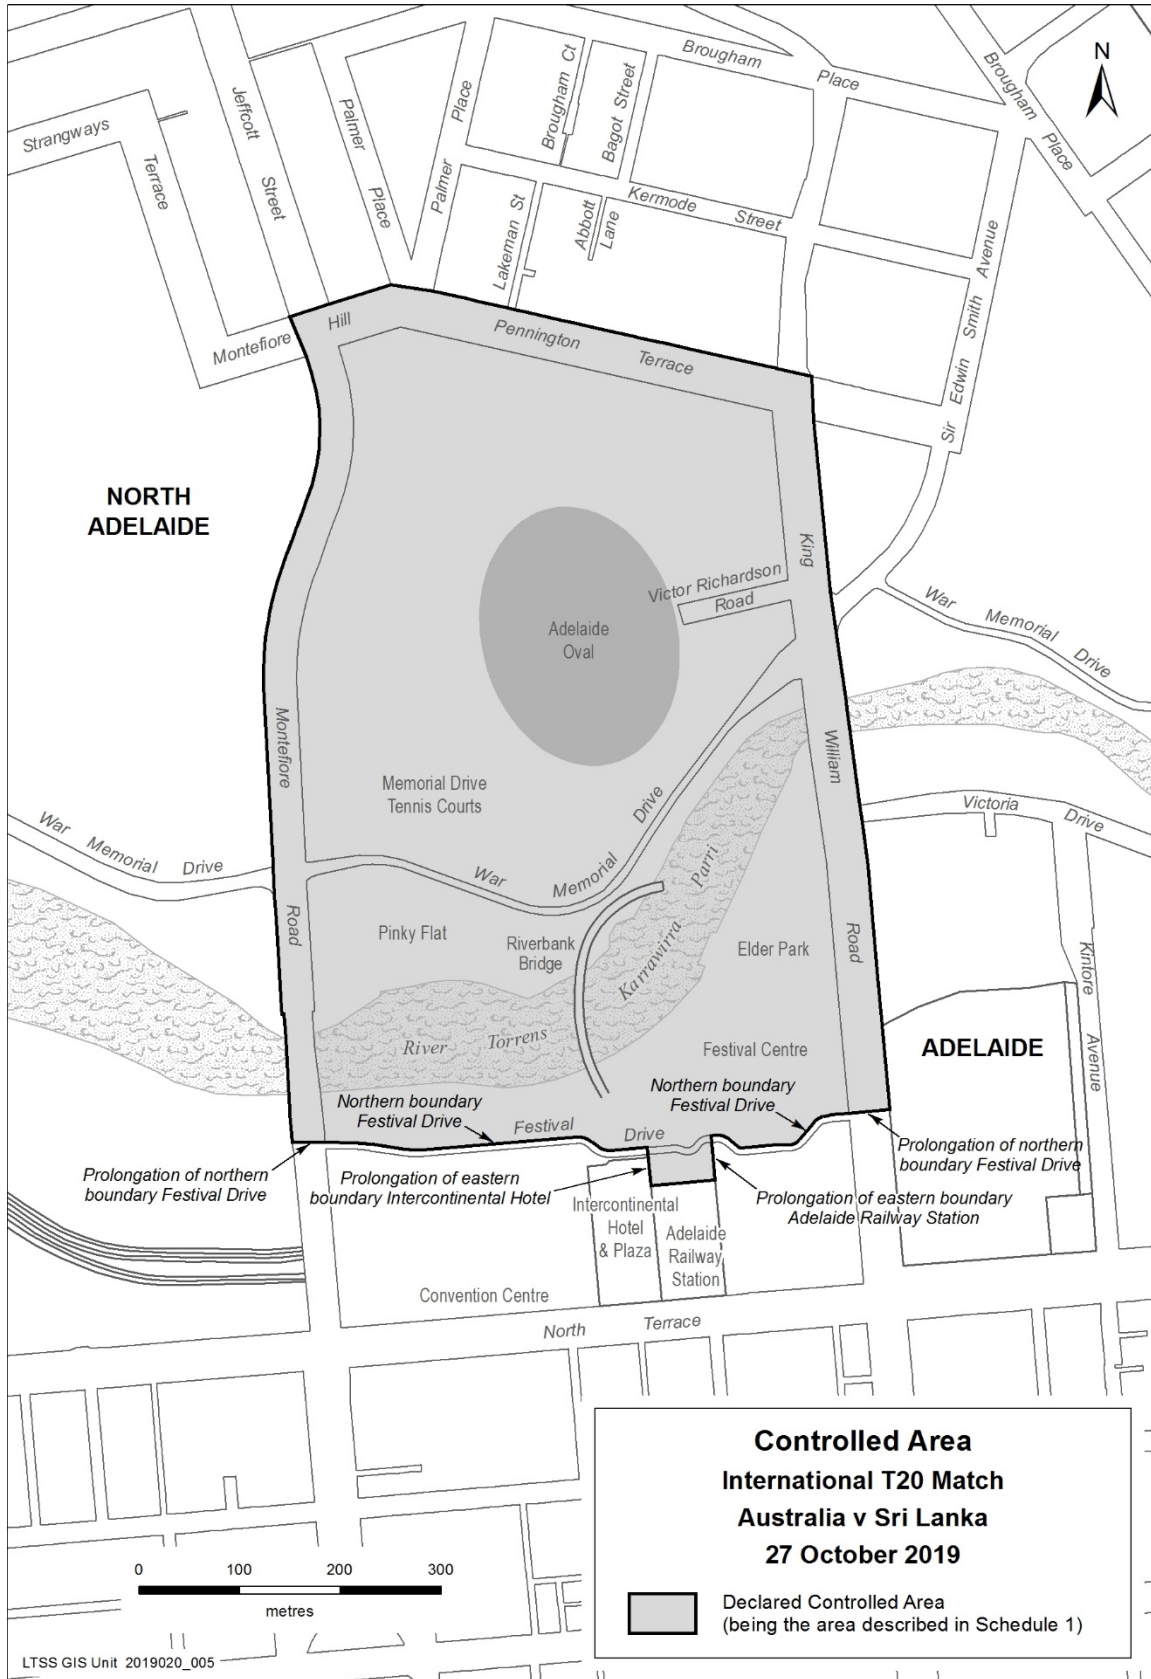 Brougham
Place
N
Brougham
Place
Jeffcott
Street
Palmer
Place
Palmer
Place
Brougham Ct
Bagot Street
Strangways
Terrace
Lakeman St
Abbott
Lane
Kermode
Street
Sir Edwin Smith Avenue
Montefiore
Hill
Pennington
Terrace
NORTH
ADELAIDE
King
William
Road
Victor Richardson
Road
War Memorial Drive
Adelaide
Oval
Montefiore
Road
Memorial Drive
Tennis Courts
Victoria Drive
War Memorial Drive
War Memorial Drive
Pinky Flat
Riverbank
Bridge
Karrawirra Parri
Elder Park
Kintore
Avenue
River Torrens
Festival Centre
ADELAIDE
Northern boundary
Festival Drive
Northern boundary
Festival Drive
Festival Drive
Prolongation of northern
boundary Festival Drive
Prolongation of eastern
boundary Intercontinental Hotel
Prolongation of northern
boundary Festival Drive
Prolongation of eastern boundary
Adelaide Railway Station
Intercontinental
Hotel
& Plaza
Adelaide
Railway
Station
Convention Centre
North Terrace
Controlled Area
International T20 Match
Australia v Sri Lanka
27 October 2019
Declared Controlled Area
(being the area described in Schedule 1)
0 100 200 300
metres
LTSS GIS Unit 2019020_005